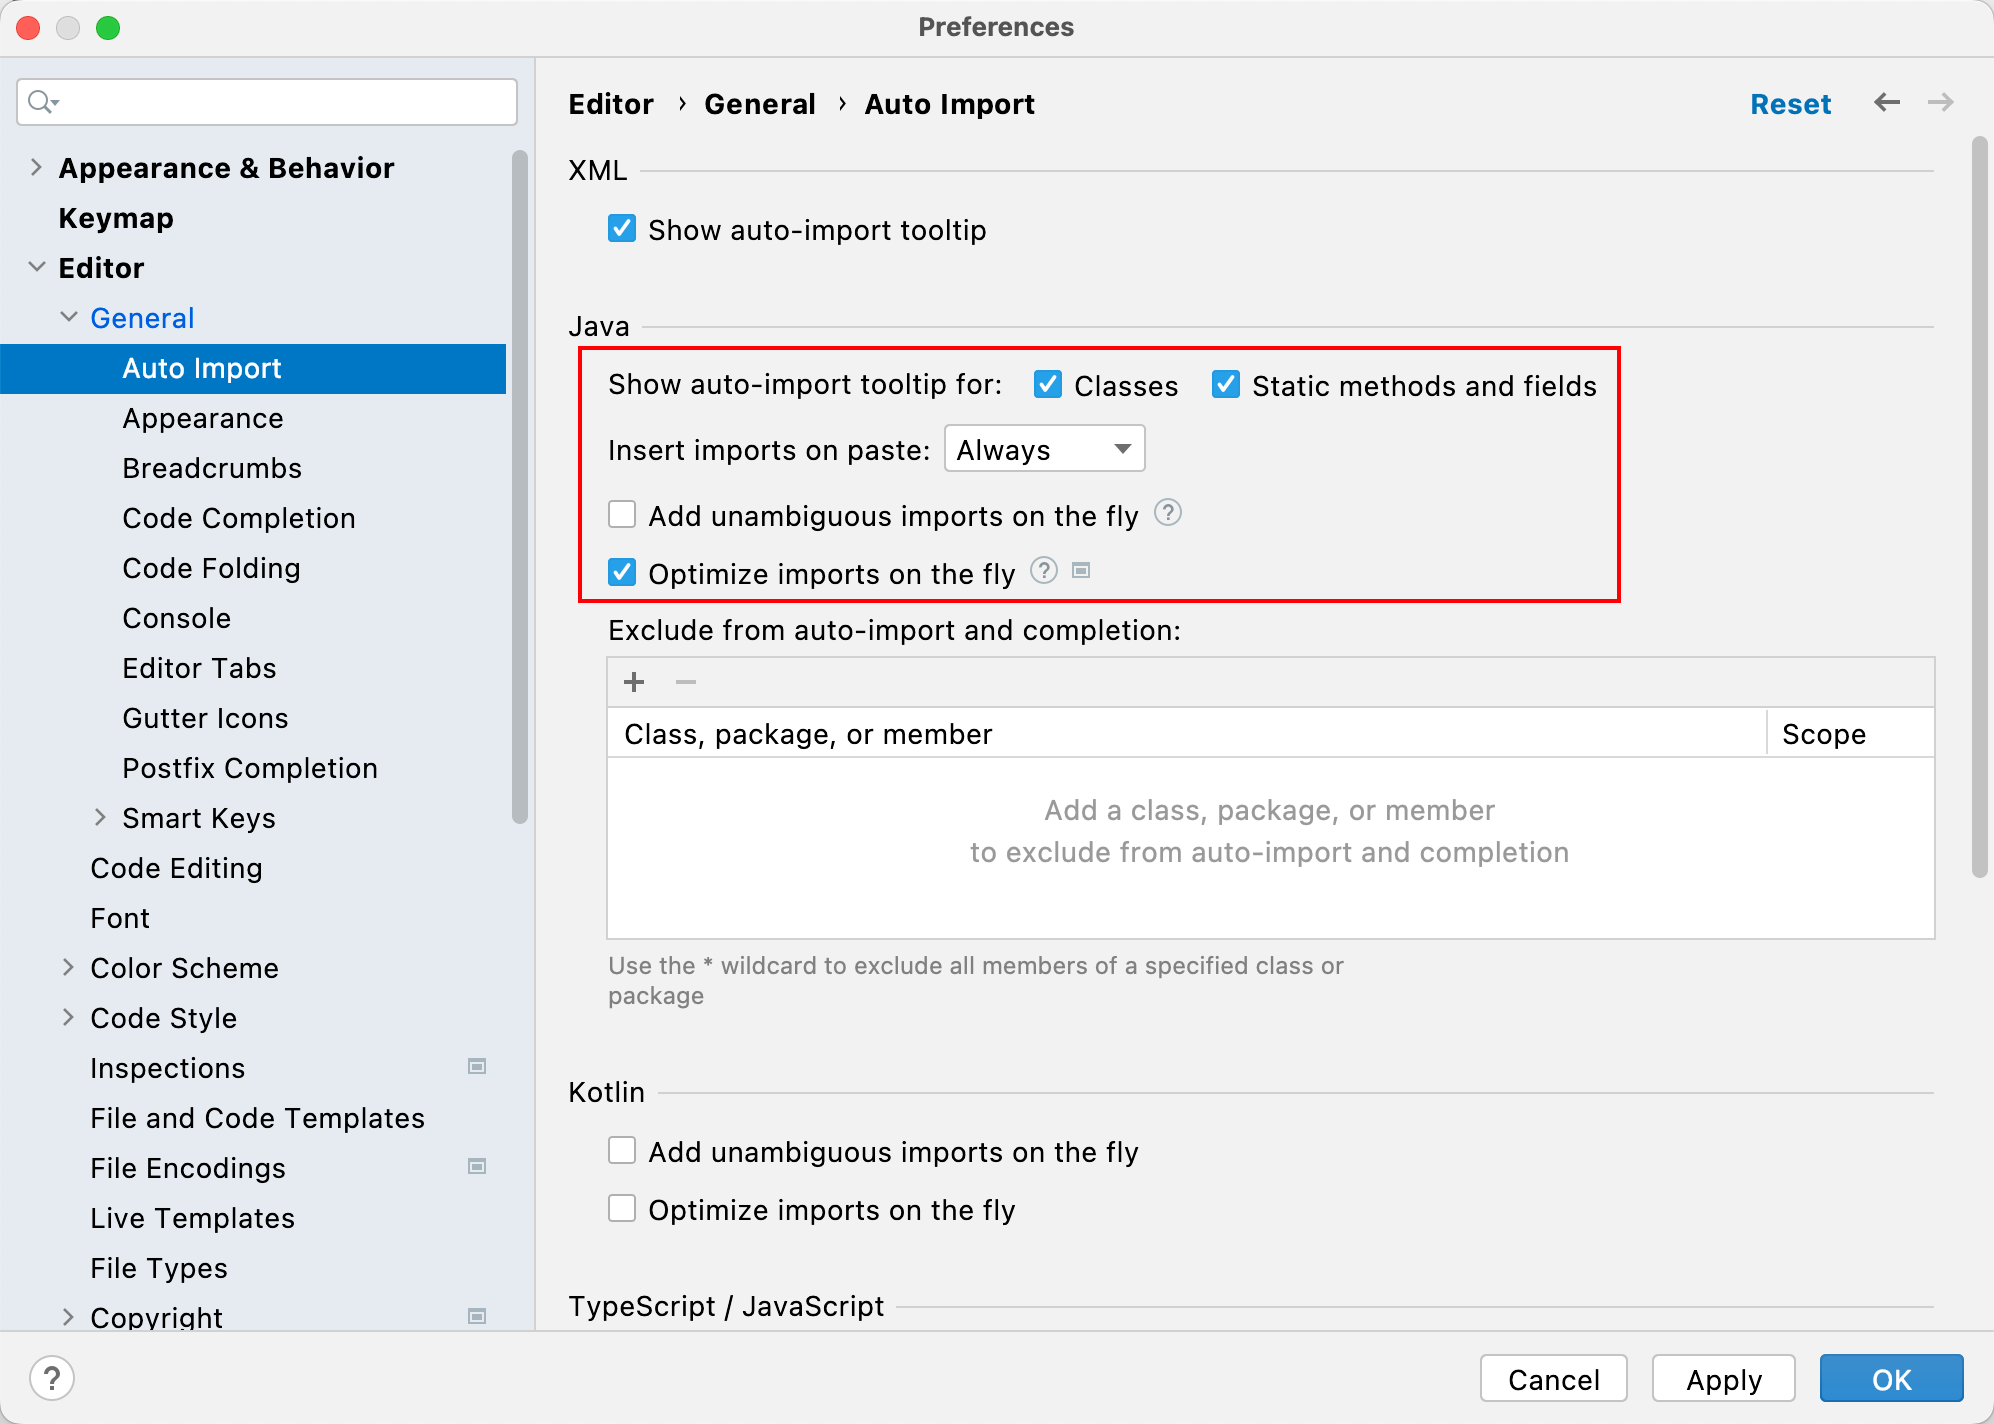 Preferences
Appearance & Behavior
Keymap
Editor
General
Auto Import
Appearance
Breadcrumbs
Code Completion
Code Folding
Console
Editor Tabs
Gutter Icons
Postfix Completion
Smart Keys
Code Editing
Font
Color Scheme
Code Style
Inspections
File and Code Templates
File Encodings
Live Templates
File Types
Copyright
Editor › General › Auto Import
Reset
XML
Show auto-import tooltip
Java
Show auto-import tooltip for: Classes Static methods and fields
Insert imports on paste: Always
Add unambiguous imports on the fly ?
Optimize imports on the fly ?
Exclude from auto-import and completion:
Class, package, or member Scope
Add a class, package, or member
to exclude from auto-import and completion
Use the * wildcard to exclude all members of a specified class or
package
Kotlin
Add unambiguous imports on the fly
Optimize imports on the fly
TypeScript / JavaScript
? Cancel Apply OK